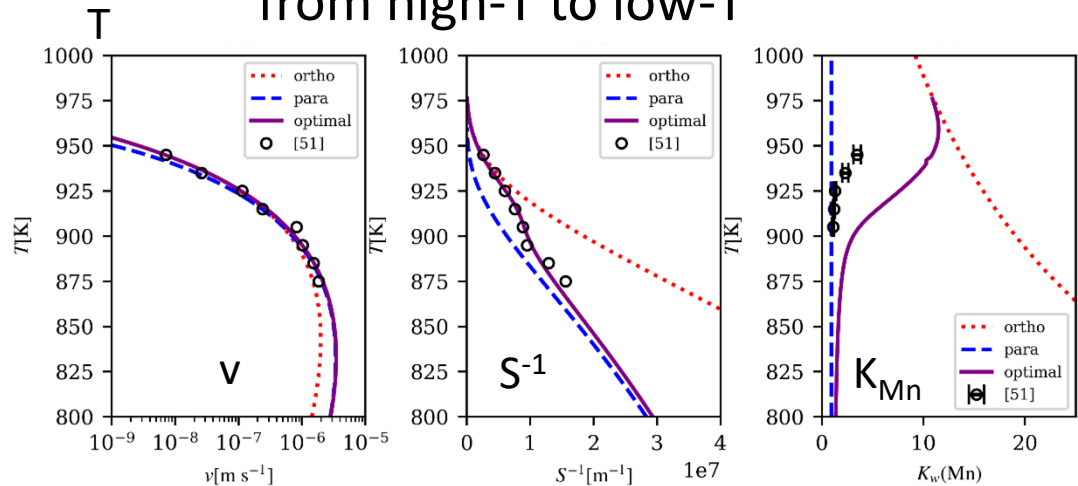 from high-T to low-T
T
1000
975
950
925
900
875
850
825
800
T[K]
10⁻⁹ 10⁻⁸ 10⁻⁷ 10⁻⁶ 10⁻⁵
v[m s⁻¹]
ortho
para
optimal
[51]
v
1000
975
950
925
900
875
850
825
800
T[K]
0 1 2 3 4
1e7
S⁻¹[m⁻¹]
ortho
para
optimal
[51]
S⁻¹
1000
975
950
925
900
875
850
825
800
T[K]
0 10 20
K_w(Mn)
ortho
para
optimal
[51]
K_Mn